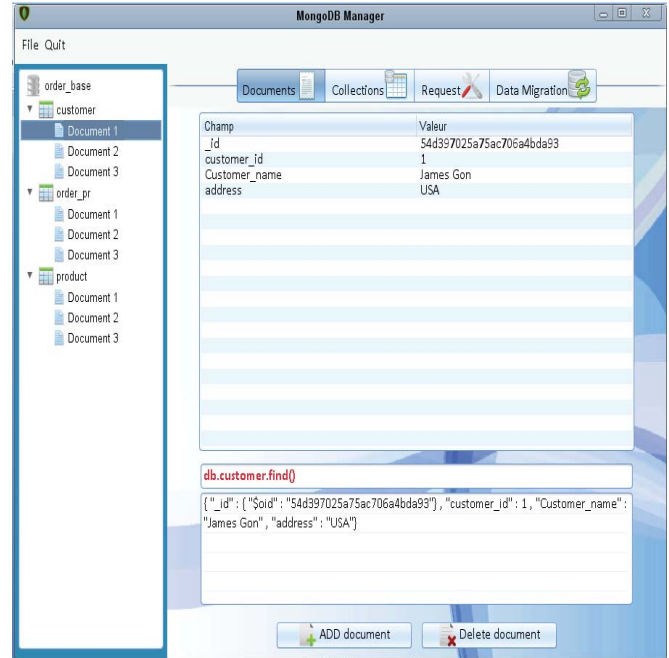 MongoDB Manager
File Quit
order_base
customer
Document 1
Document 2
Document 3
order_pr
Document 1
Document 2
Document 3
product
Document 1
Document 2
Document 3
Documents Collections Request Data Migration
Champ Valeur
_id 54d397025a75ac706a4bda93
customer_id 1
Customer_name James Gon
address USA
db.customer.find()
{ "_id" : { "$oid" : "54d397025a75ac706a4bda93"} , "customer_id" : 1 , "Customer_name" :
"James Gon" , "address" : "USA"}
ADD document Delete document